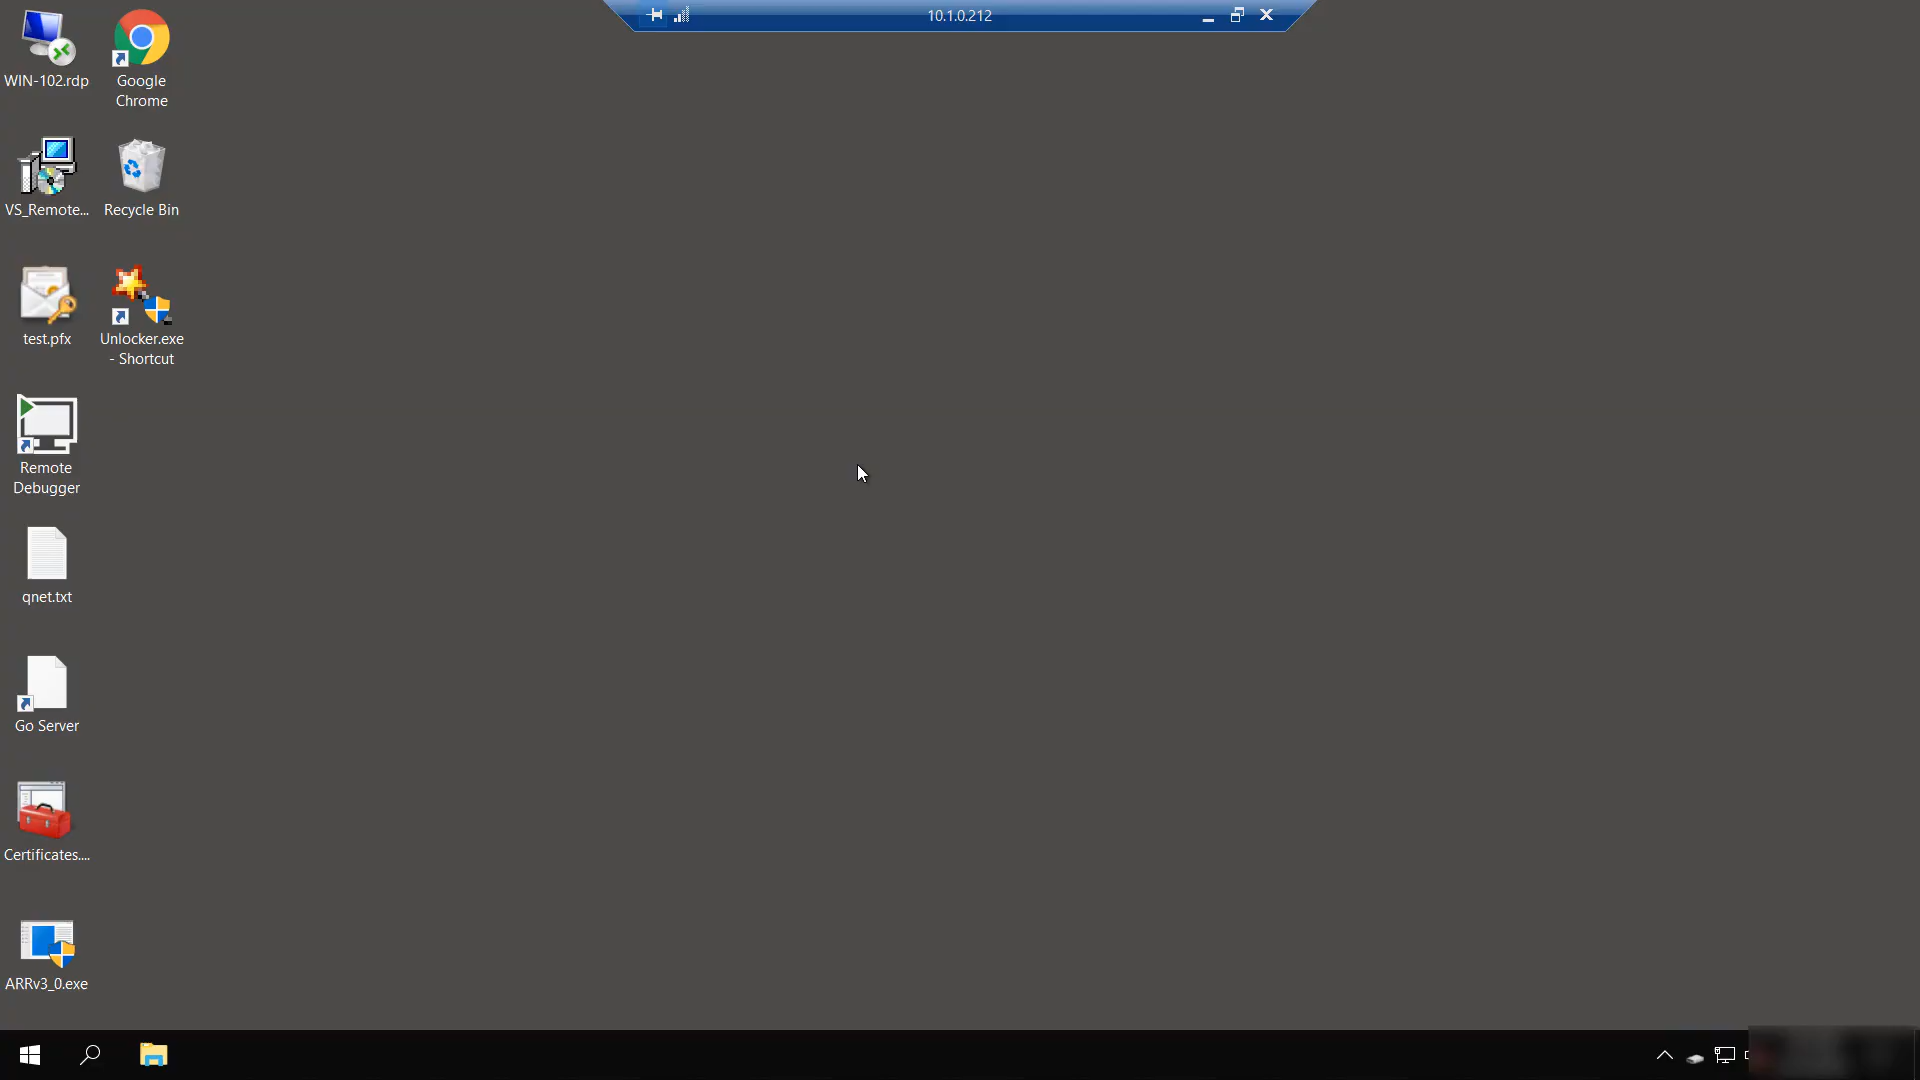 10.1.0.212
WIN-102.rdp
Google
Chrome
VS_Remote...
Recycle Bin
test.pfx
Unlocker.exe
- Shortcut
Remote
Debugger
qnet.txt
Go Server
Certificates....
ARRv3_0.exe